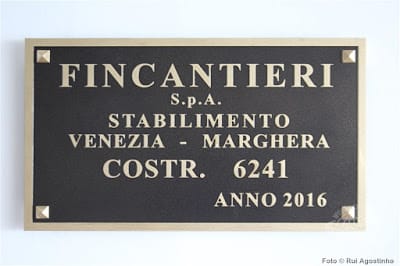 FINCANTIERI
S.p.A.
STABILIMENTO
VENEZIA - MARGHERA
COSTR. 6241
ANNO 2016
Foto © Rui Agostinho